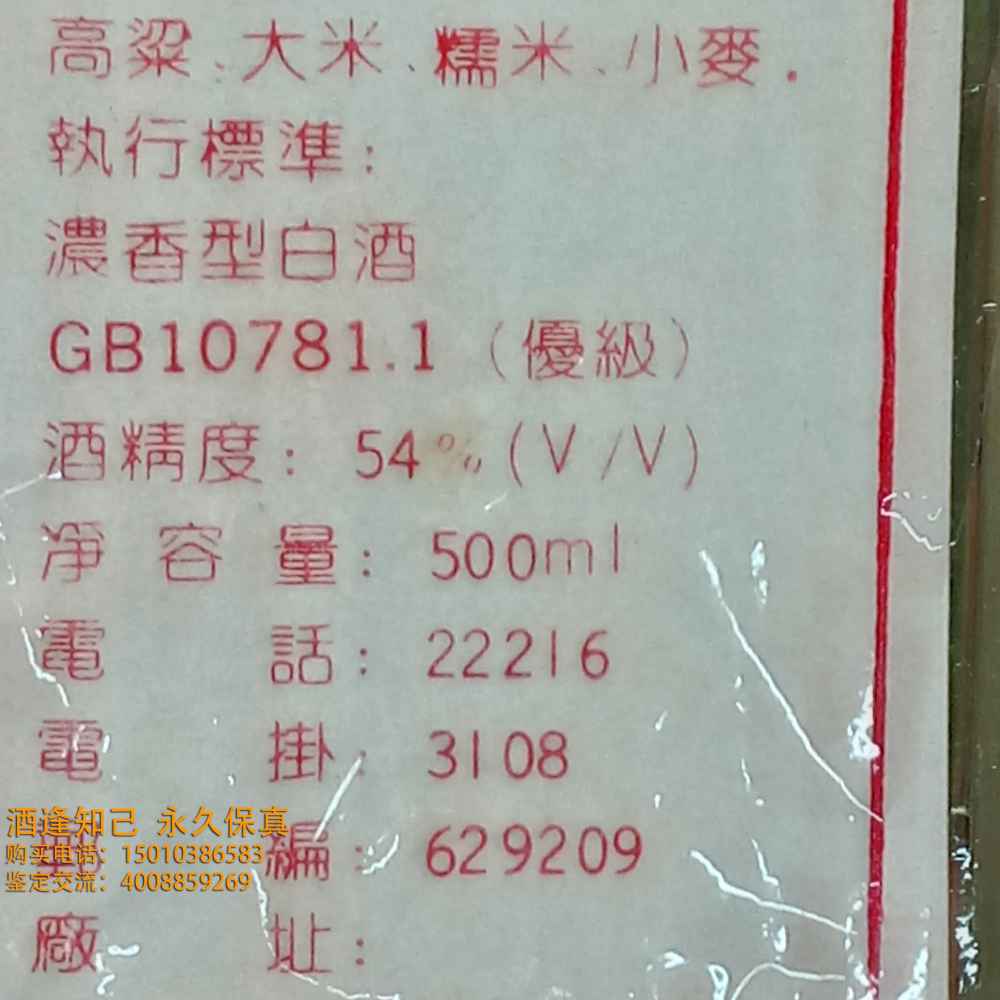 高粱、大米、糯米、小麥.
執行標準:
濃香型白酒
GB10781.1（優級）
酒精度: 54%(V/V)
净容量: 500ml
電話: 22216
電掛: 3108
編: 629209
廠址:
酒逢知己 永久保真
购买电话: 15010386583
鉴定交流: 4008859269